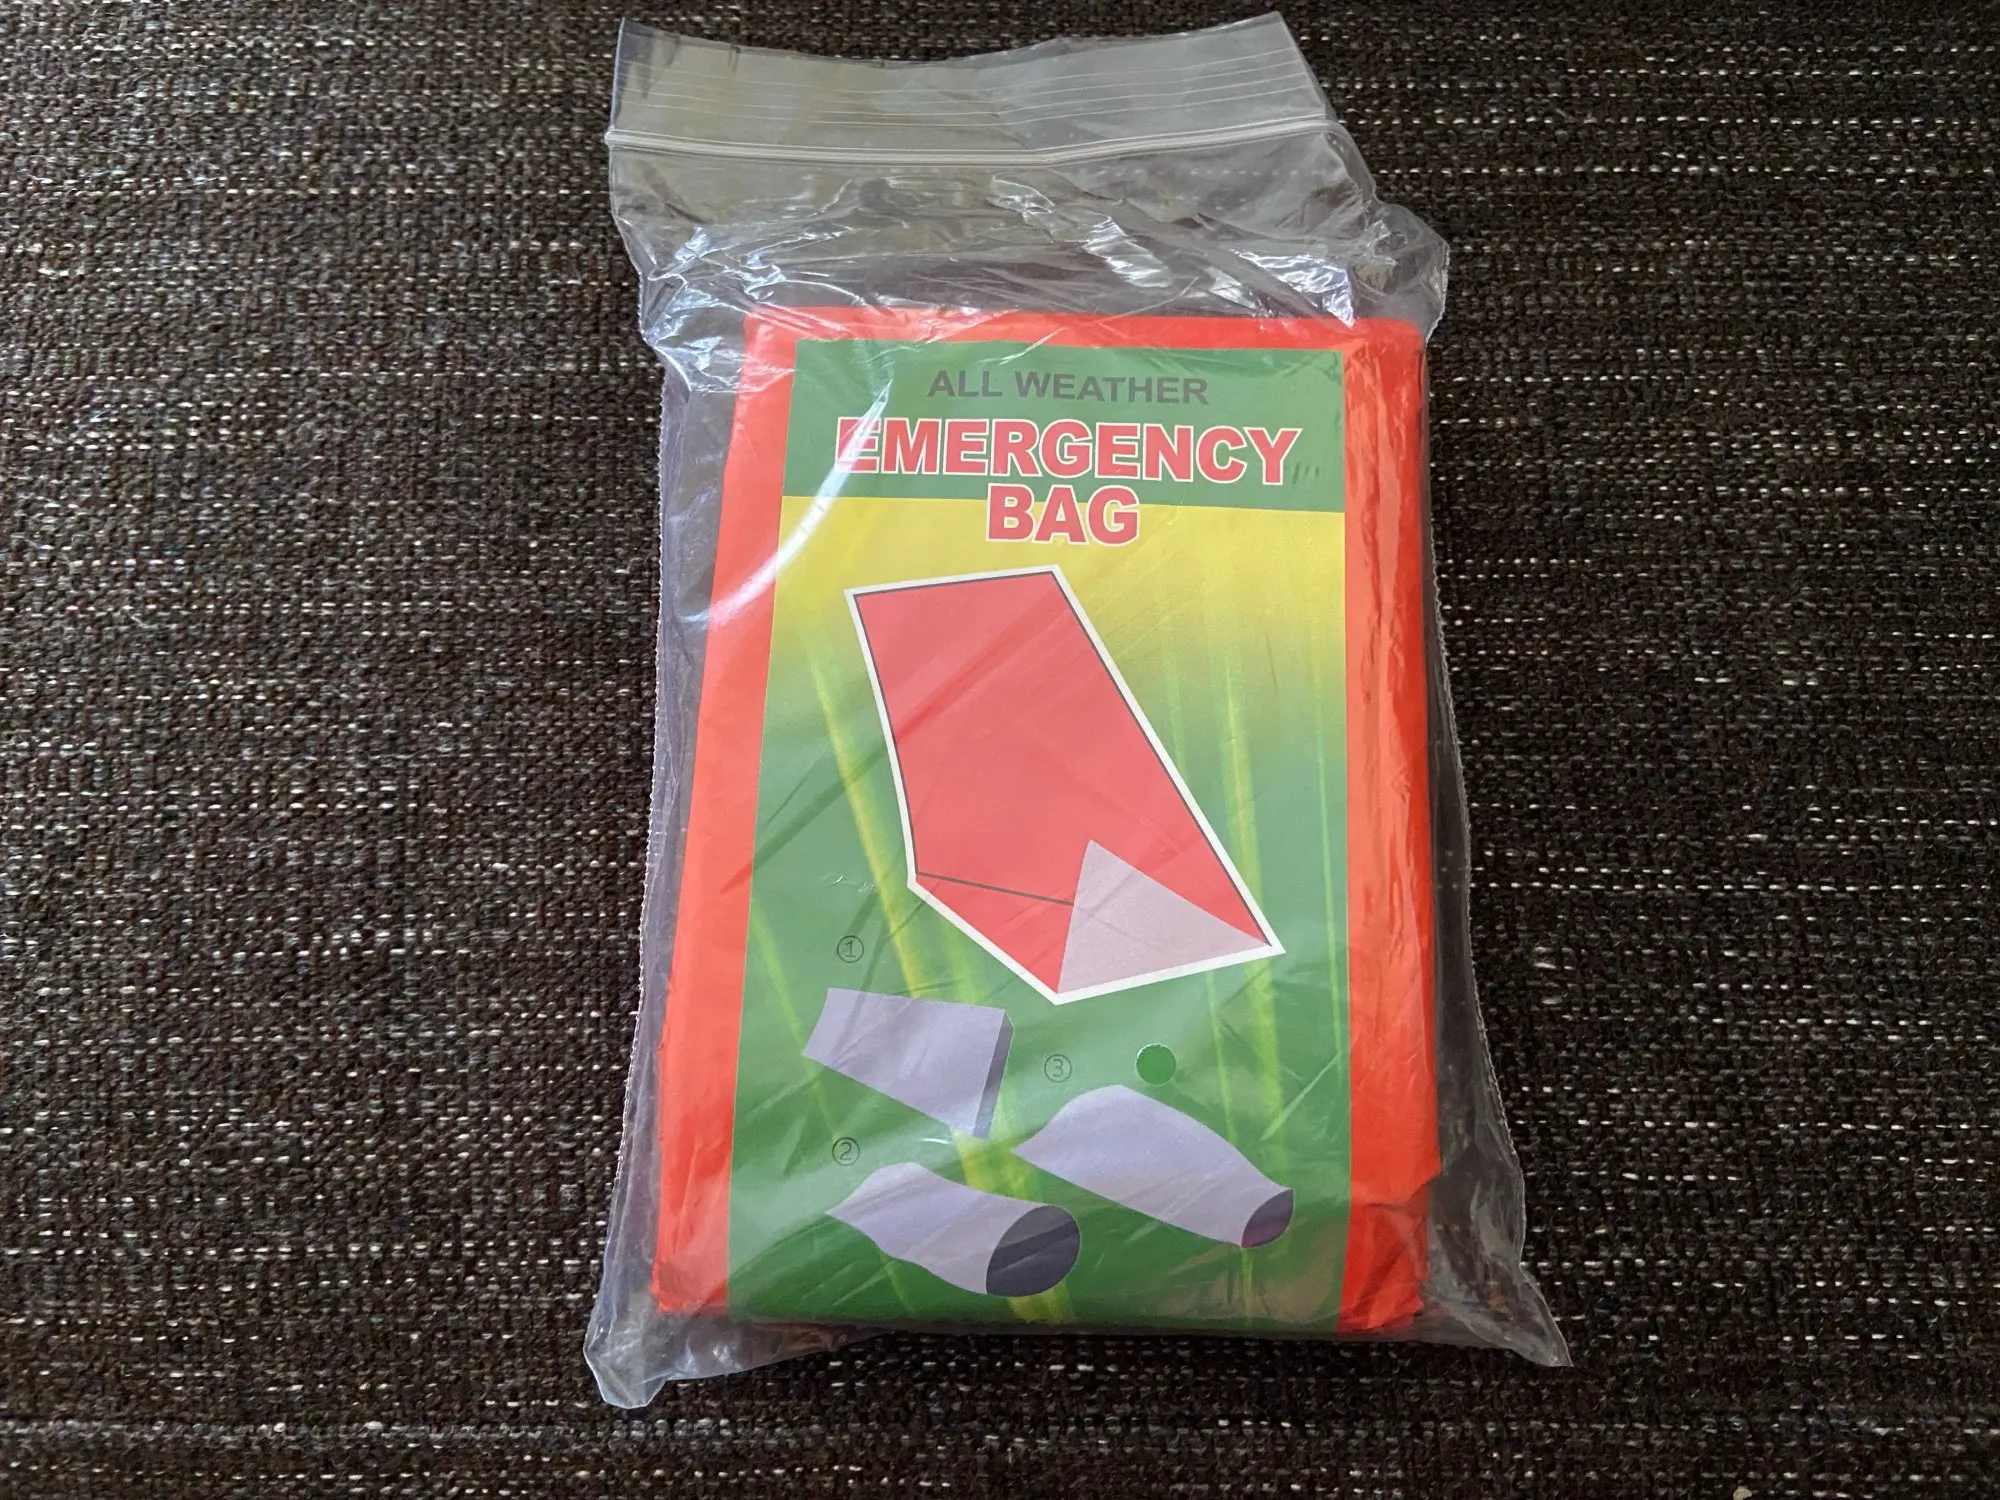 ALL WEATHER
EMERGENCY
BAG
①
③
②